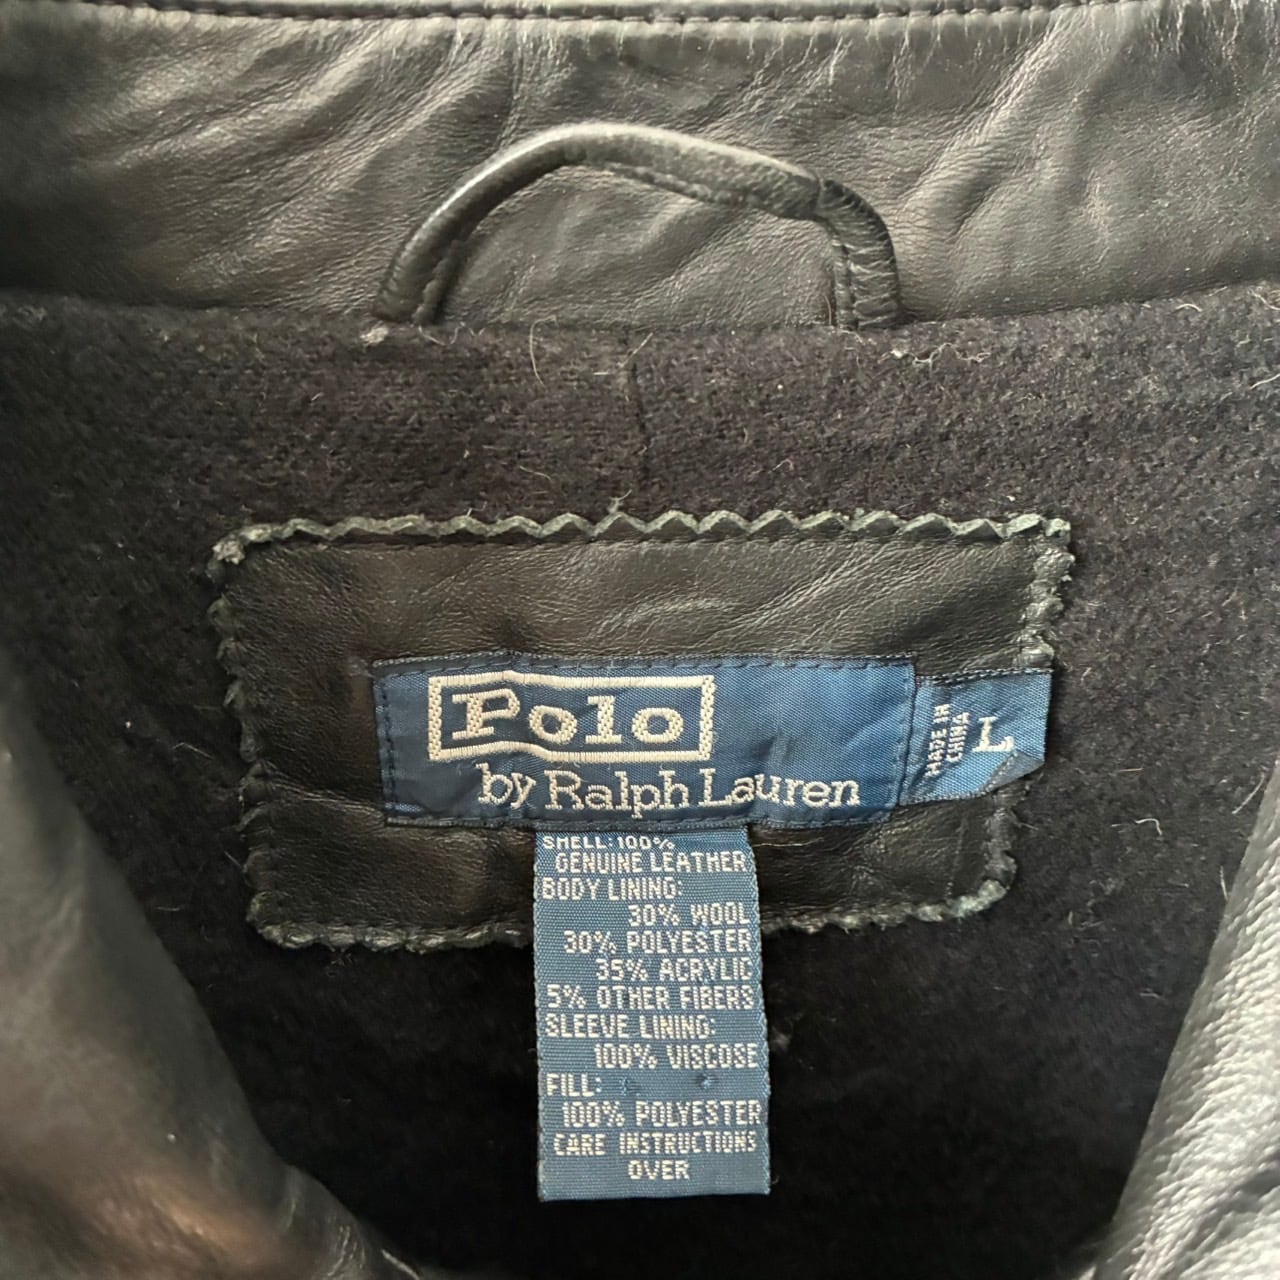 Polo
by Ralph Lauren
MADE IN
CHINA
L
SHELL: 100%
GENUINE LEATHER
BODY LINING:
30% WOOL
30% POLYESTER
35% ACRYLIC
5% OTHER FIBERS
SLEEVE LINING:
100% VISCOSE
FILL:
100% POLYESTER
CARE INSTRUCTIONS
OVER